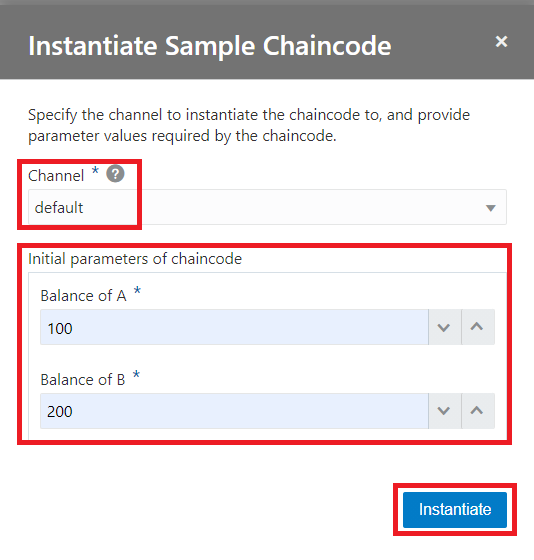 Instantiate Sample Chaincode ×
Specify the channel to instantiate the chaincode to, and provide
parameter values required by the chaincode.
Channel * ?
default
Initial parameters of chaincode
Balance of A *
100
Balance of B *
200
Instantiate